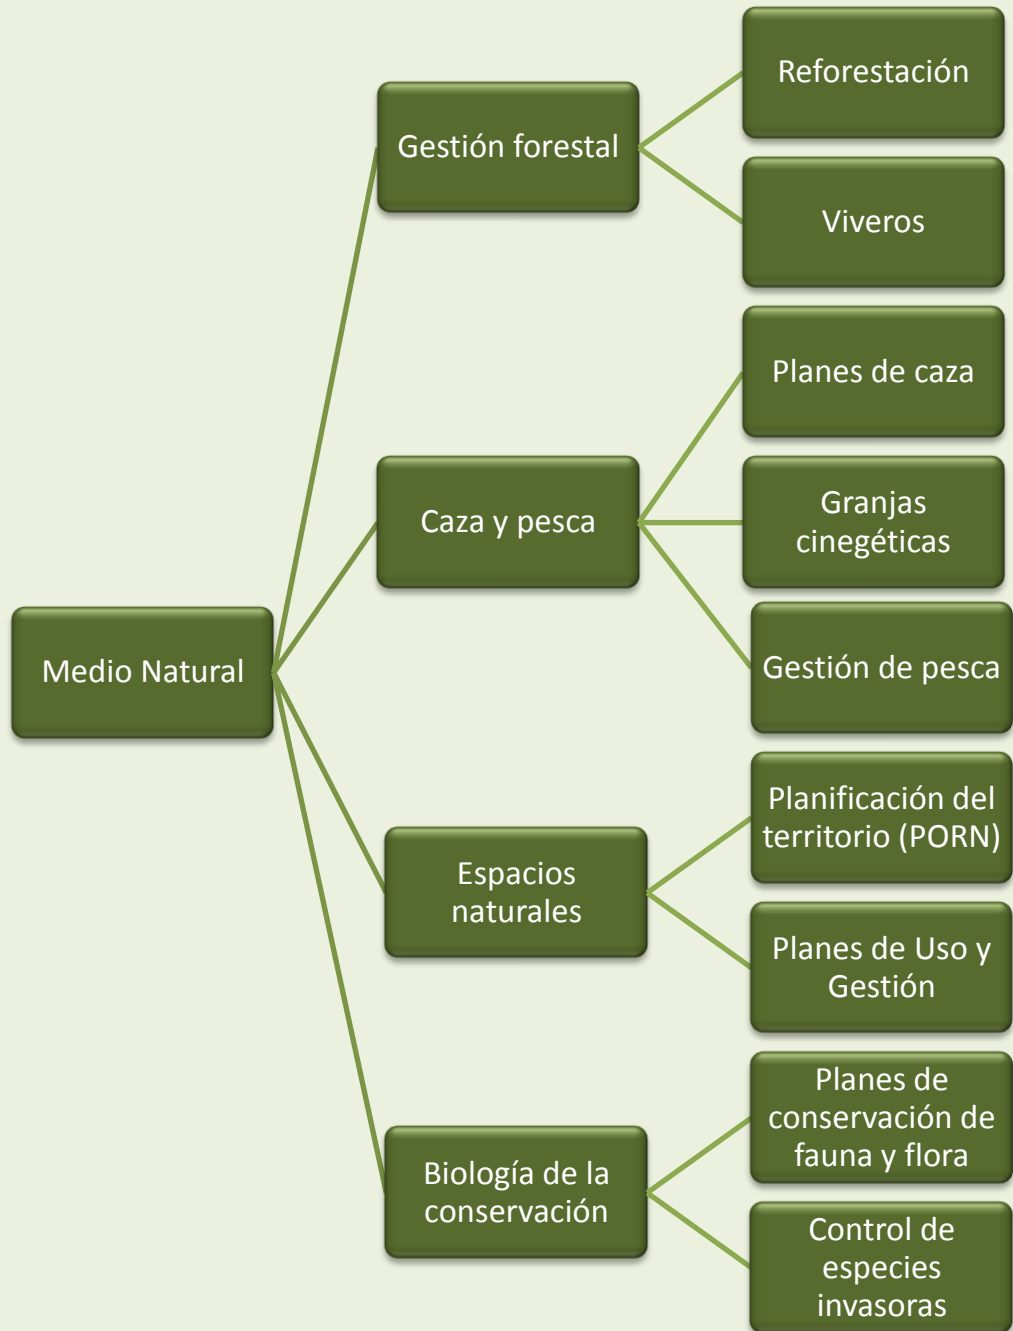 Medio Natural
Gestión forestal
Reforestación
Viveros
Caza y pesca
Planes de caza
Granjas
cinegéticas
Gestión de pesca
Espacios
naturales
Planificación del
territorio (PORN)
Planes de Uso y
Gestión
Biología de la
conservación
Planes de
conservación de
fauna y flora
Control de
especies
invasoras